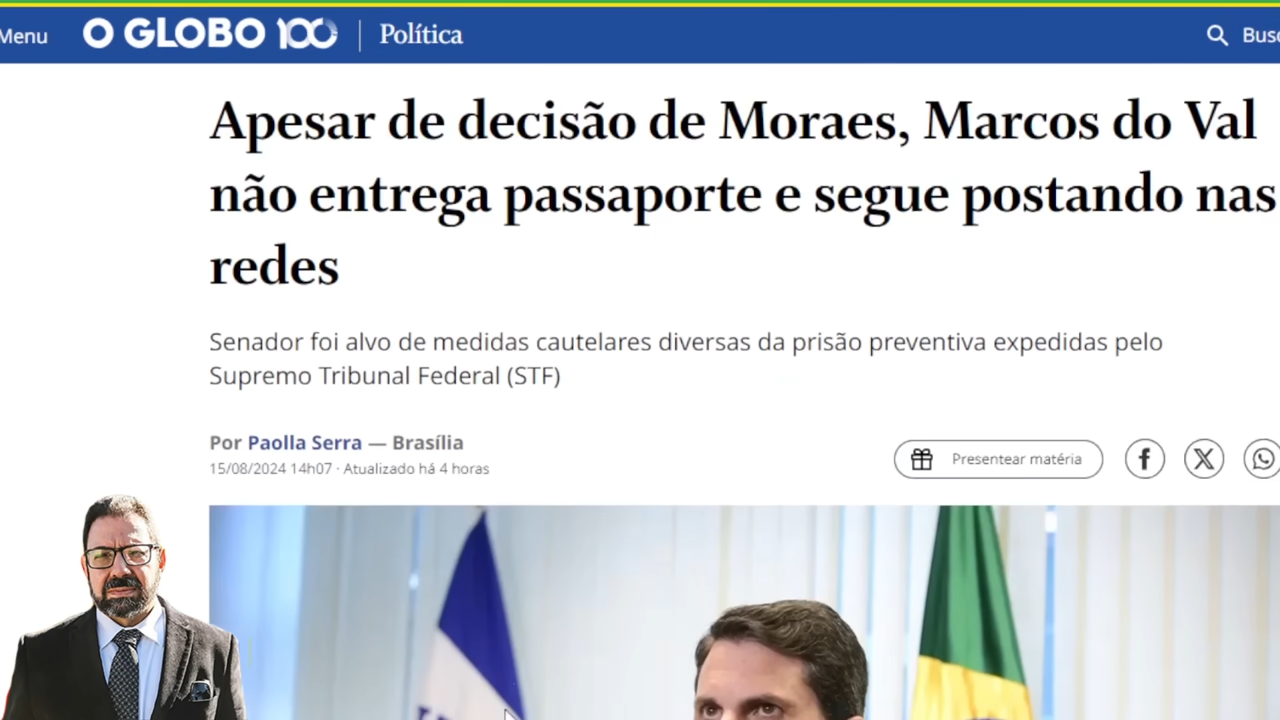 Menu
O GLOBO 100
Política
Apesar de decisão de Moraes, Marcos do Val
não entrega passaporte e segue postando nas
redes
Senador foi alvo de medidas cautelares diversas da prisão preventiva expedidas pelo
Supremo Tribunal Federal (STF)
Por Paolla Serra — Brasília
15/08/2024 14h07 · Atualizado há 4 horas
Presentear matéria